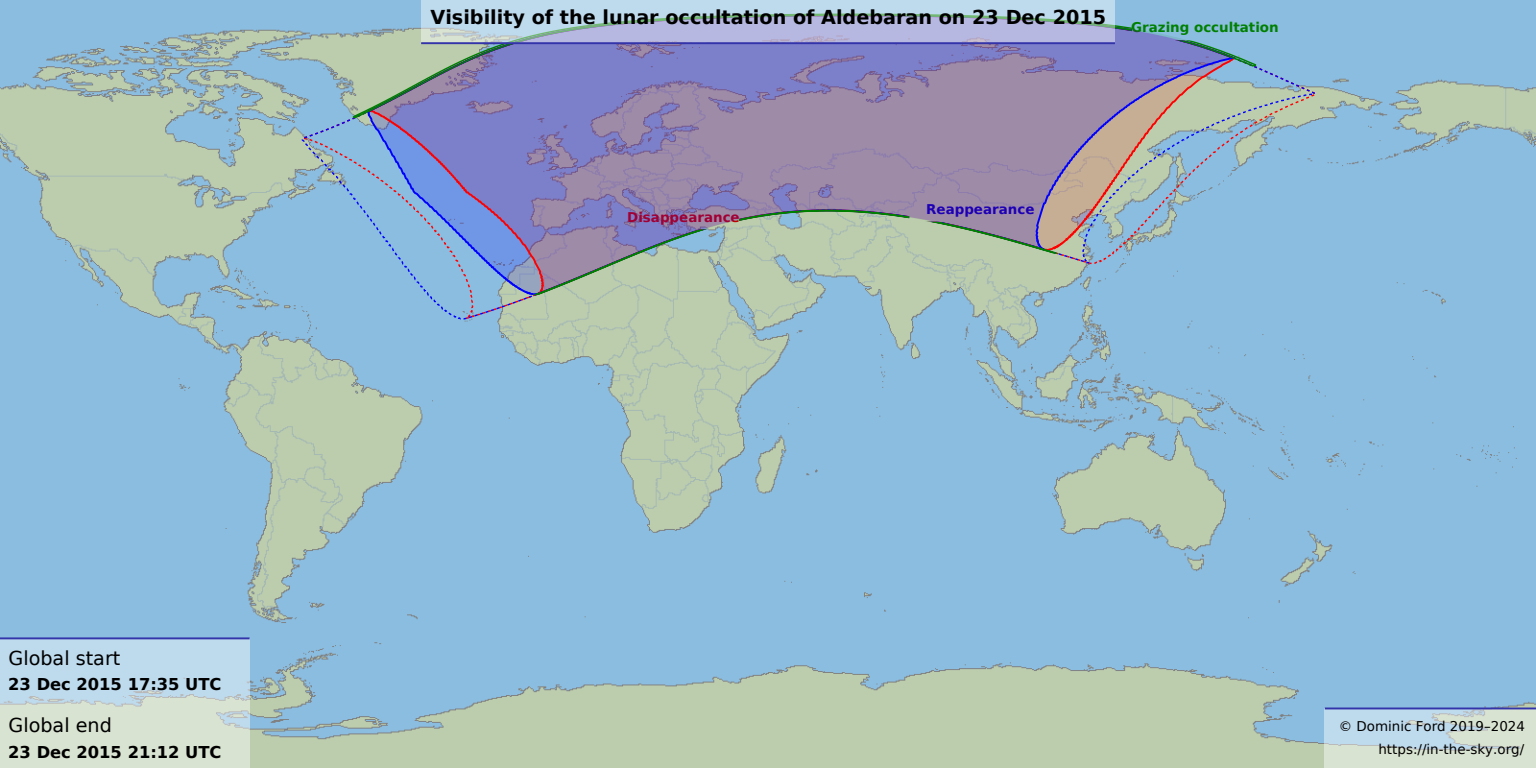 Visibility of the lunar occultation of Aldebaran on 23 Dec 2015
Grazing occultation
Reappearance
Disappearance
Global start
23 Dec 2015 17:35 UTC
Global end
23 Dec 2015 21:12 UTC
© Dominic Ford 2019–2024
https://in-the-sky.org/